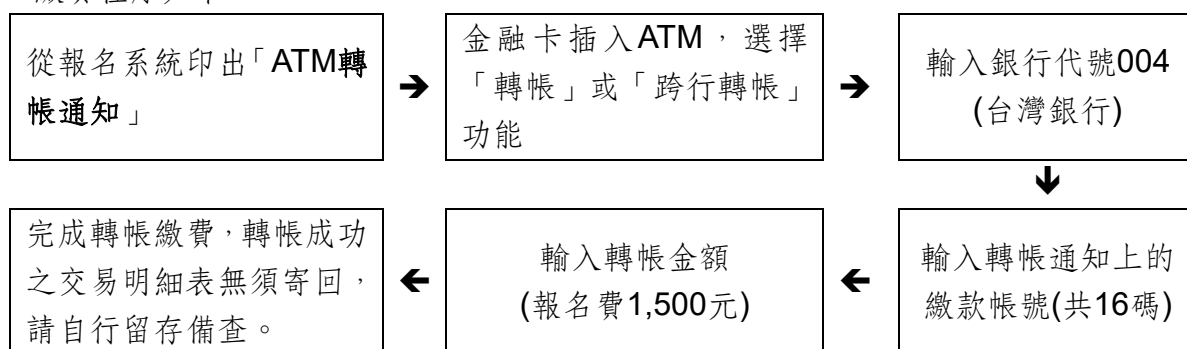 從報名系統印出「ATM轉
帳通知」
➔
金融卡插入ATM，選擇
「轉帳」或「跨行轉帳」
功能
➔
輸入銀行代號004
(台灣銀行)
輸入轉帳通知上的
繳款帳號(共16碼)
輸入轉帳金額
(報名費1,500元)
完成轉帳繳費，轉帳成功
之交易明細表無須寄回，
請自行留存備查。